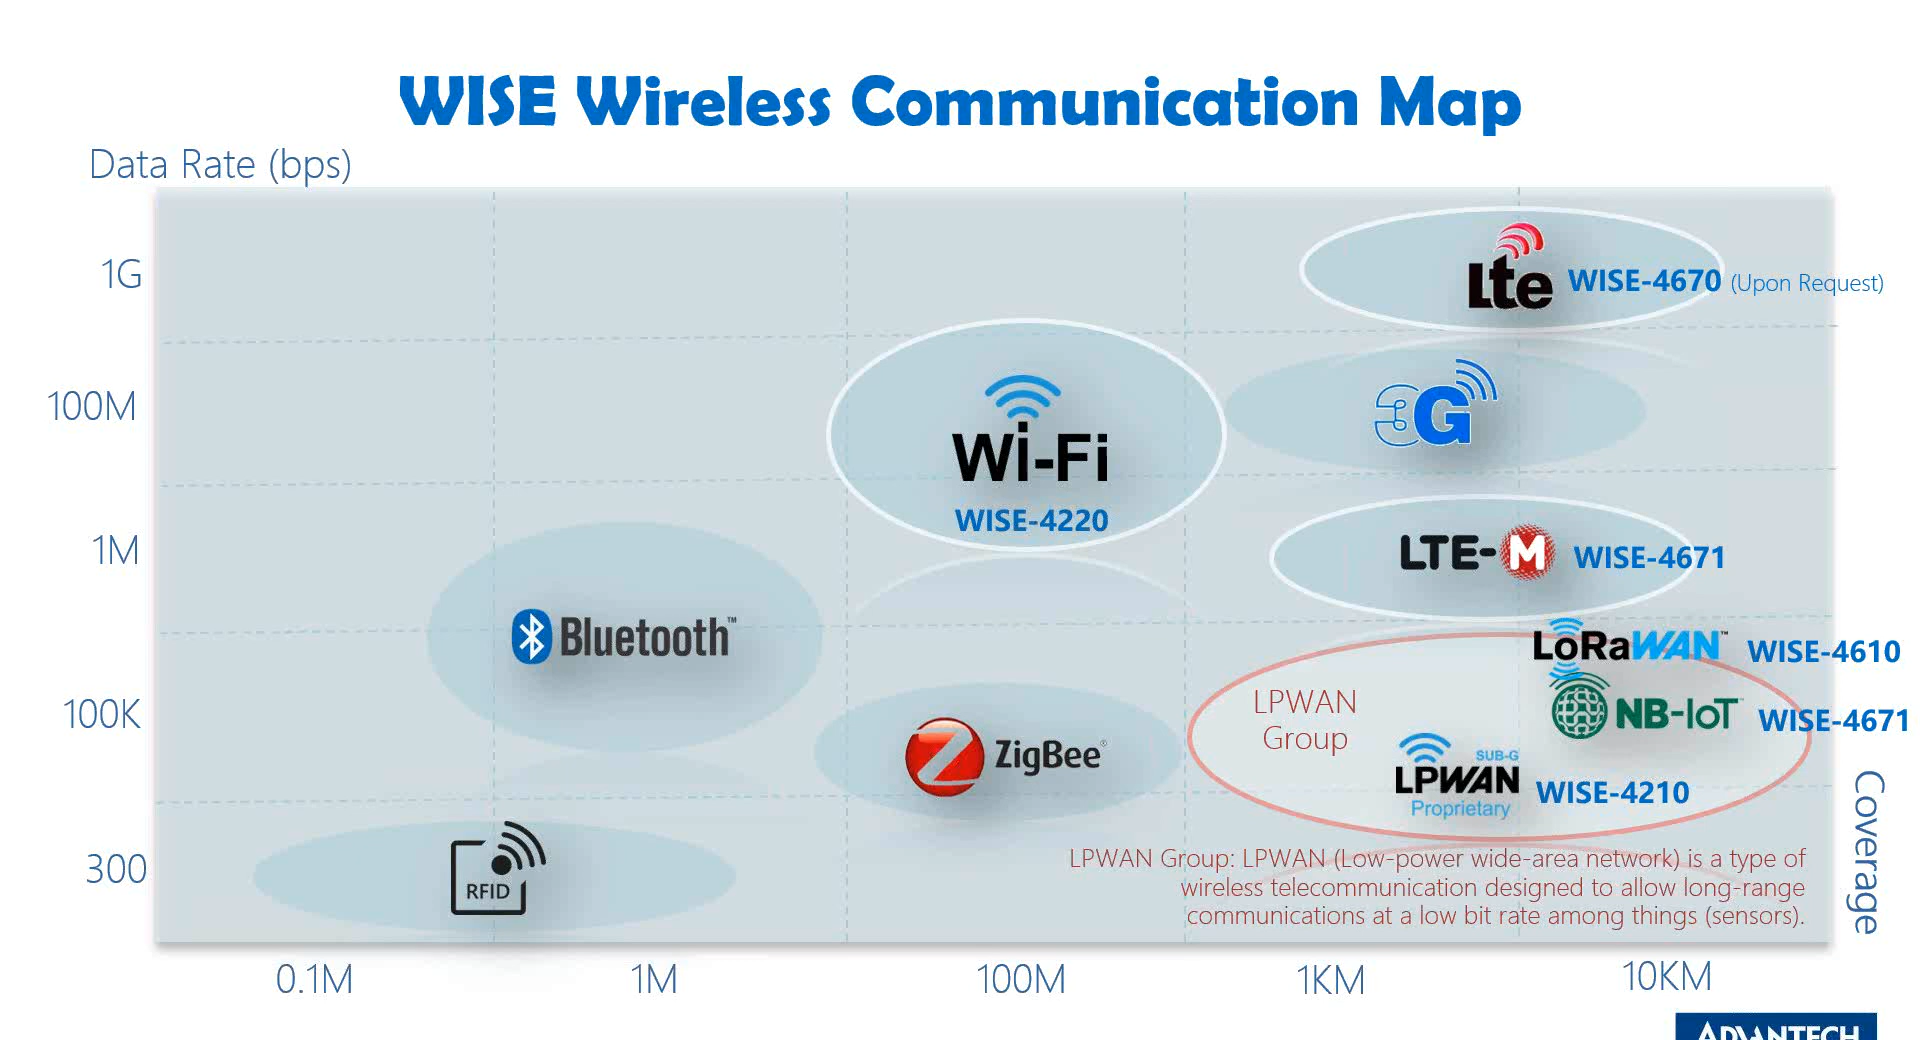 WISE Wireless Communication Map
Data Rate (bps)
1G
Lte WISE-4670 (Upon Request)
100M
3G
Wi-Fi
WISE-4220
1M
LTE-M WISE-4671
Bluetooth™
LoRaWAN™ WISE-4610
100K
LPWAN
Group
NB-IoT™ WISE-4671
ZigBee®
SUB-G
LPWAN WISE-4210
Proprietary
Coverage
300
RFID
LPWAN Group: LPWAN (Low-power wide-area network) is a type of
wireless telecommunication designed to allow long-range
communications at a low bit rate among things (sensors).
0.1M 1M 100M 1KM 10KM
ADVANTECH